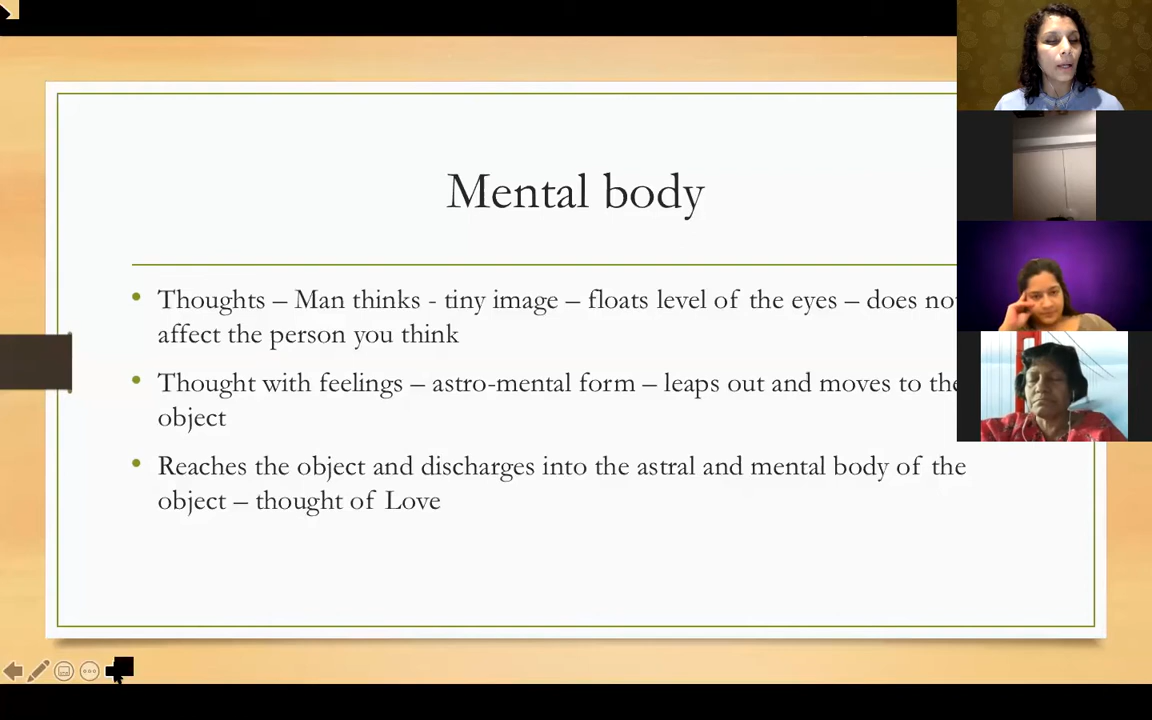 Mental body
Thoughts – Man thinks - tiny image – floats level of the eyes – does
affect the person you think
Thought with feelings – astro-mental form – leaps out and moves to the
object
Reaches the object and discharges into the astral and mental body of the
object – thought of Love